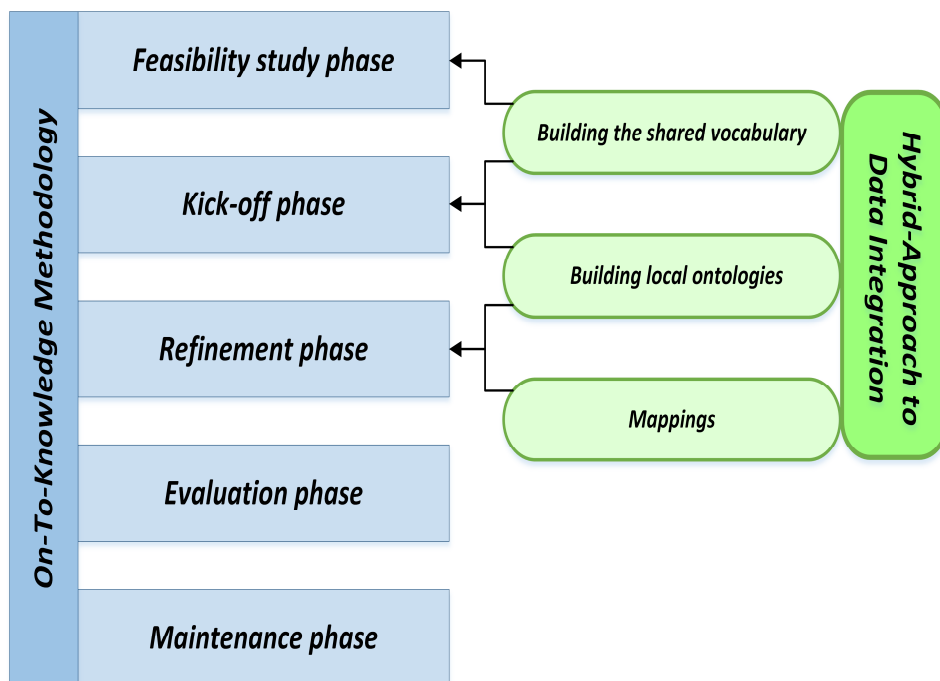 On-To-Knowledge Methodology
Feasibility study phase
Kick-off phase
Refinement phase
Evaluation phase
Maintenance phase
Building the shared vocabulary
Building local ontologies
Mappings
Hybrid-Approach to
Data Integration